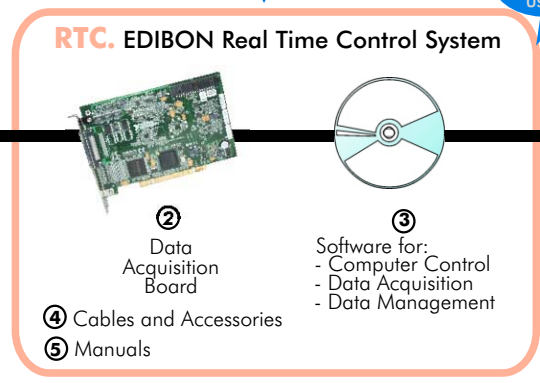 US
RTC. EDIBON Real Time Control System
②
Data
Acquisition
Board
③
Software for:
- Computer Control
- Data Acquisition
- Data Management
④ Cables and Accessories
⑤ Manuals